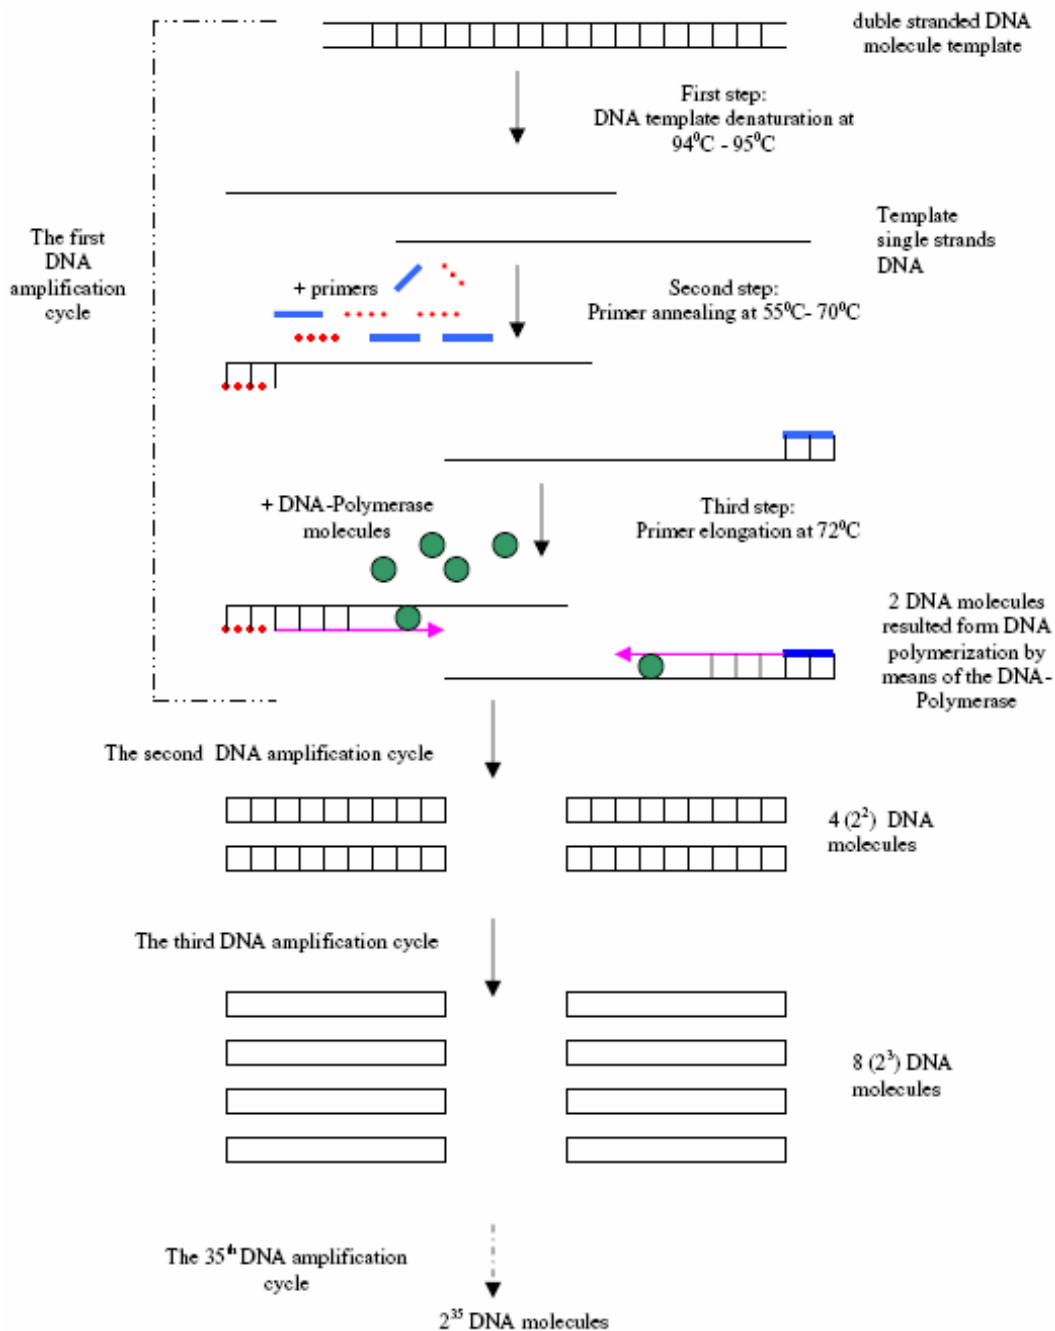 duble stranded DNA
molecule template
First step:
DNA template denaturation at
94⁰C - 95⁰C
The first
DNA
amplification
cycle
Template
single strands
DNA
+ primers
Second step:
Primer annealing at 55⁰C- 70⁰C
+ DNA-Polymerase
molecules
Third step:
Primer elongation at 72⁰C
2 DNA molecules
resulted form DNA
polymerization by
means of the DNA-
Polymerase
The second DNA amplification cycle
4 (2²) DNA
molecules
The third DNA amplification cycle
8 (2³) DNA
molecules
The 35ᵗʰ DNA amplification
cycle
2³⁵ DNA molecules